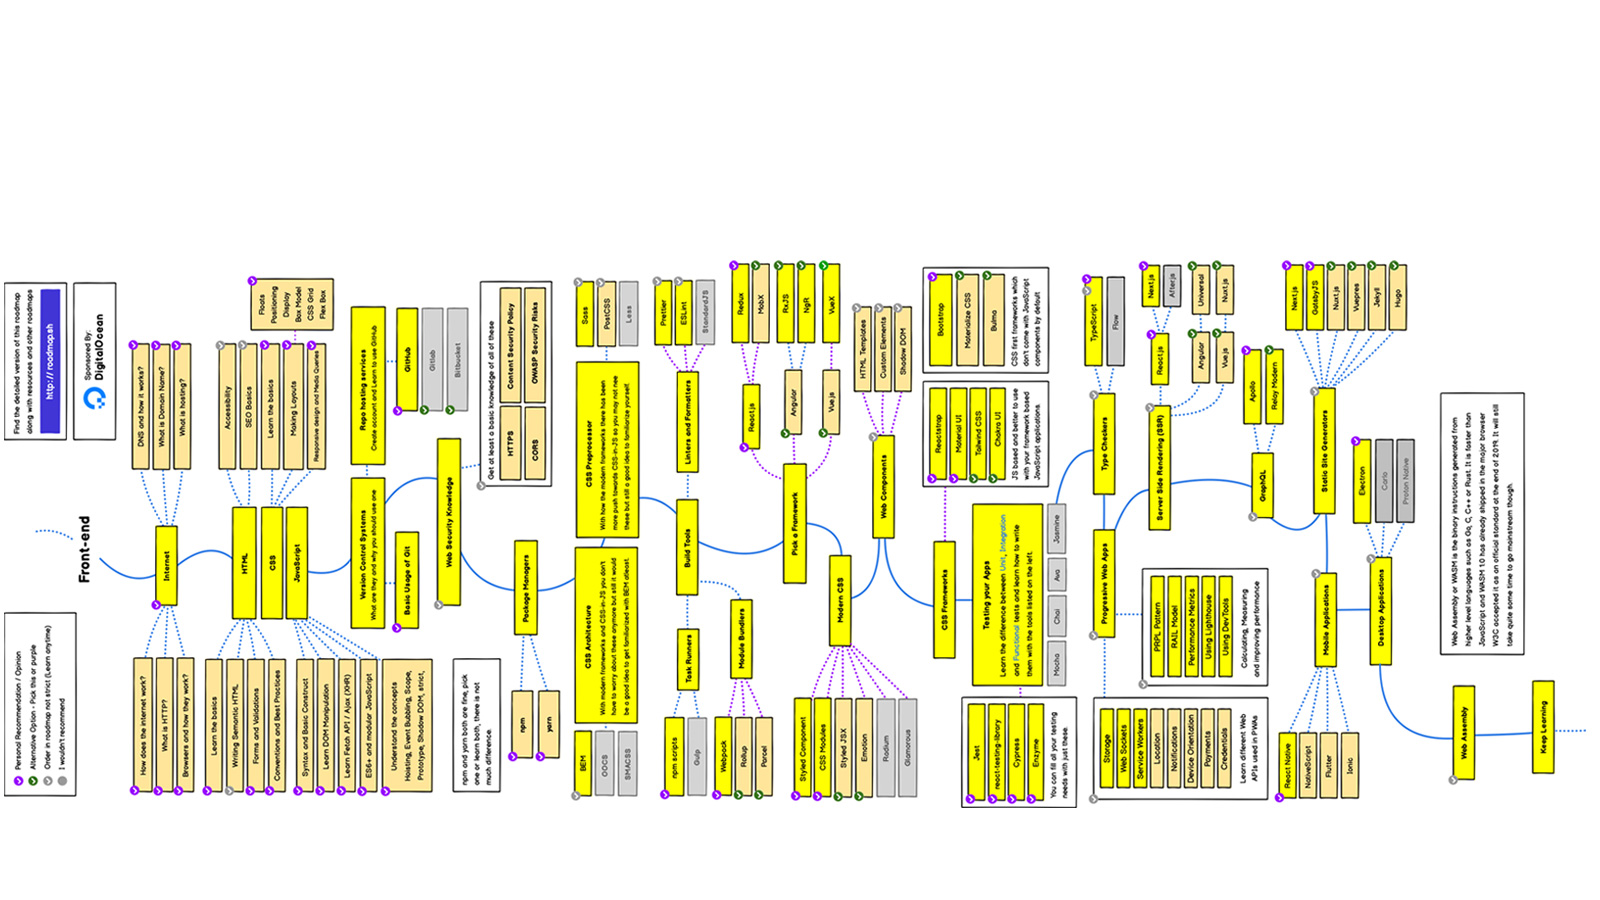 Find the detailed version of this roadmap
along with resources and other roadmaps
http:// roadmap.sh
Sponsored By:
DigitalOcean
Front-end
Personal Recommendation / Opinion
Alternative Option - Pick this or purple
Order in roadmap not strict (Learn anytime)
I wouldn't recommend
Internet
How does the internet work?
What is HTTP?
Browsers and how they work?
DNS and how it works?
What is Domain Name?
What is hosting?
HTML
CSS
JavaScript
Learn the basics
Writing Semantic HTML
Forms and Validations
Conventions and Best Practices
Accessibility
SEO Basics
Learn the basics
Making Layouts
Responsive design and Media Queries
Floats
Positioning
Display
Box Model
CSS Grid
Flex Box
Syntax and Basic Construct
Learn DOM Manipulation
Learn Fetch API / Ajax (XHR)
ES6+ and modular JavaScript
Understand the concepts
Hoisting, Event Bubbling, Scope,
Prototype, Shadow DOM, strict,
Version Control Systems
What are they and why you should use one
Basic Usage of Git
Repo hosting services
Create account and Learn to use GitHub
GitHub
Gitlab
Bitbucket
Web Security Knowledge
Get at least a basic knowledge of all of these
HTTPS
Content Security Policy
CORS
OWASP Security Risks
Package Managers
npm
yarn
npm and yarn both are fine, pick
one or learn both, there is not
much difference.
CSS Architecture
With modern frameworks and CSS-in-JS you don't
have to worry about these anymore but still it would
be a good idea to get familiarized with BEM atleast
BEM
OOCS
SMACSS
CSS Preprocessor
With how the modern frameworks there has been
more push towards CSS-in-JS so you may not nee
these but still a good idea to familiarize yourself.
Sass
PostCSS
Less
Build Tools
Linters and Formatters
Prettier
ESLint
StandardJS
Task Runners
npm scripts
Gulp
Module Bundlers
Webpack
Rollup
Parcel
Pick a Framework
React.js
Redux
MobX
Angular
RxJS
NgR
Vue.js
VueX
Modern CSS
Styled Component
CSS Modules
Styled JSX
Emotion
Radium
Glamorous
Web Components
HTML Templates
Custom Elements
Shadow DOM
CSS Frameworks
Reactstrap
Material UI
Tailwind CSS
Chakra UI
JS based and better to use
with your framework based
JavaScript applications
Bootstrap
Materialize CSS
Bulma
CSS first frameworks which
don't come with JavaScript
components by default
Testing your Apps
Learn the difference between Unit, Integration
and Functional tests and learn how to write
them with the tools listed on the left.
Jest
react-testing-library
Cypress
Enzyme
You can fill all your testing
needs with just these
Mocha
Chai
Ava
Jasmine
Type Checkers
TypeScript
Flow
Progressive Web Apps
Storage
Web Sockets
Service Workers
Location
Notifications
Device Orientation
Payments
Credentials
Learn different Web
APIs used in PWAs
PRPL Pattern
RAIL Model
Performance Metrics
Using Lighthouse
Using DevTools
Calculating, Measuring
and improving performance
Server Side Rendering (SSR)
React.js
Next.js
After.js
Angular
Universal
Vue.js
Nuxt.js
GraphQL
Apollo
Relay Modern
Static Site Generators
Next.js
GatsbyJS
Nuxt.js
Vuepres
Jekyll
Hugo
Mobile Applications
React Native
NativeScript
Flutter
Ionic
Desktop Applications
Electron
Carlo
Proton Native
Web Assembly
Web Assembly or WASM is the binary instructions generated from
higher level languages such as Go, C, C++ or Rust. It is faster than
JavaScript and WASM 1.0 has already shipped in the major browser
W3C accepted it as an official standard at the end of 2019. It will still
take quite some time to go mainstream though.
Keep Learning